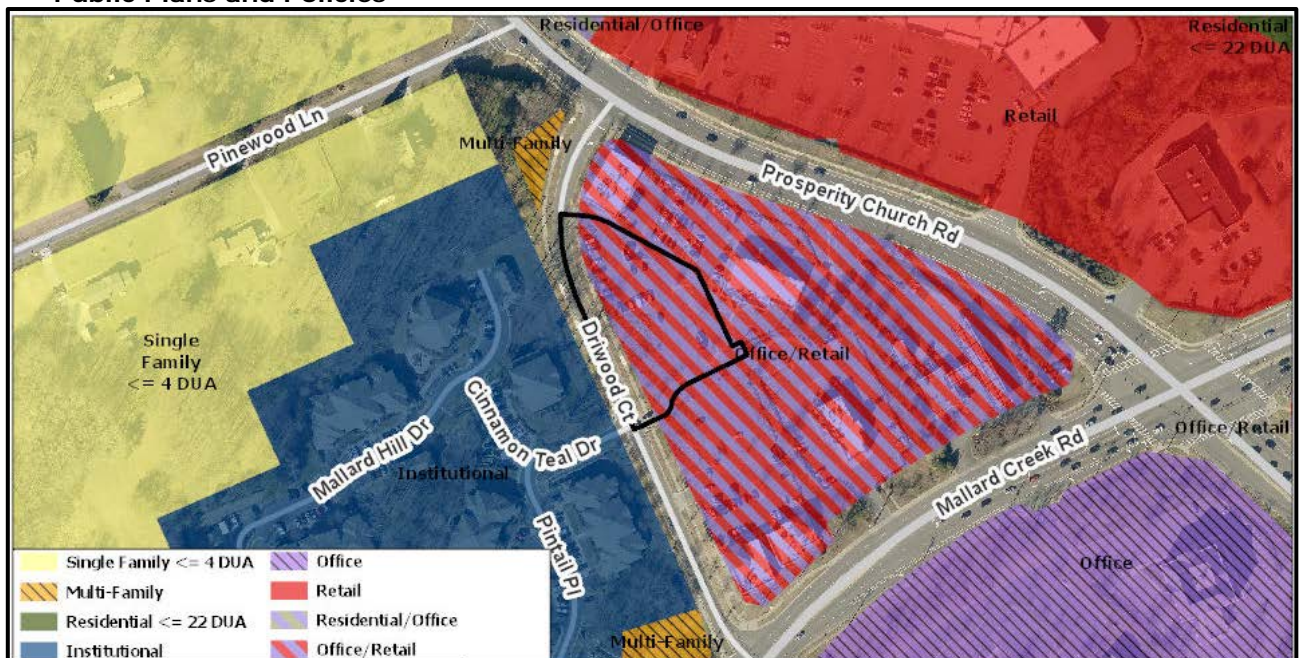 Public Plans and Policies
Residential/Office
Residential
<= 22 DUA
Retail
Pinewood Ln
Multi-Family
Prosperity Church Rd
Single
Family
<= 4 DUA
Driwood Ct
Office/Retail
Cinnamon Teal Dr
Mallard Hill Dr
Institutional
Office/Retail
Mallard Creek Rd
Pintail Pl
Office
Multi-Family
Single Family <= 4 DUA
Office
Multi-Family
Retail
Residential <= 22 DUA
Residential/Office
Institutional
Office/Retail